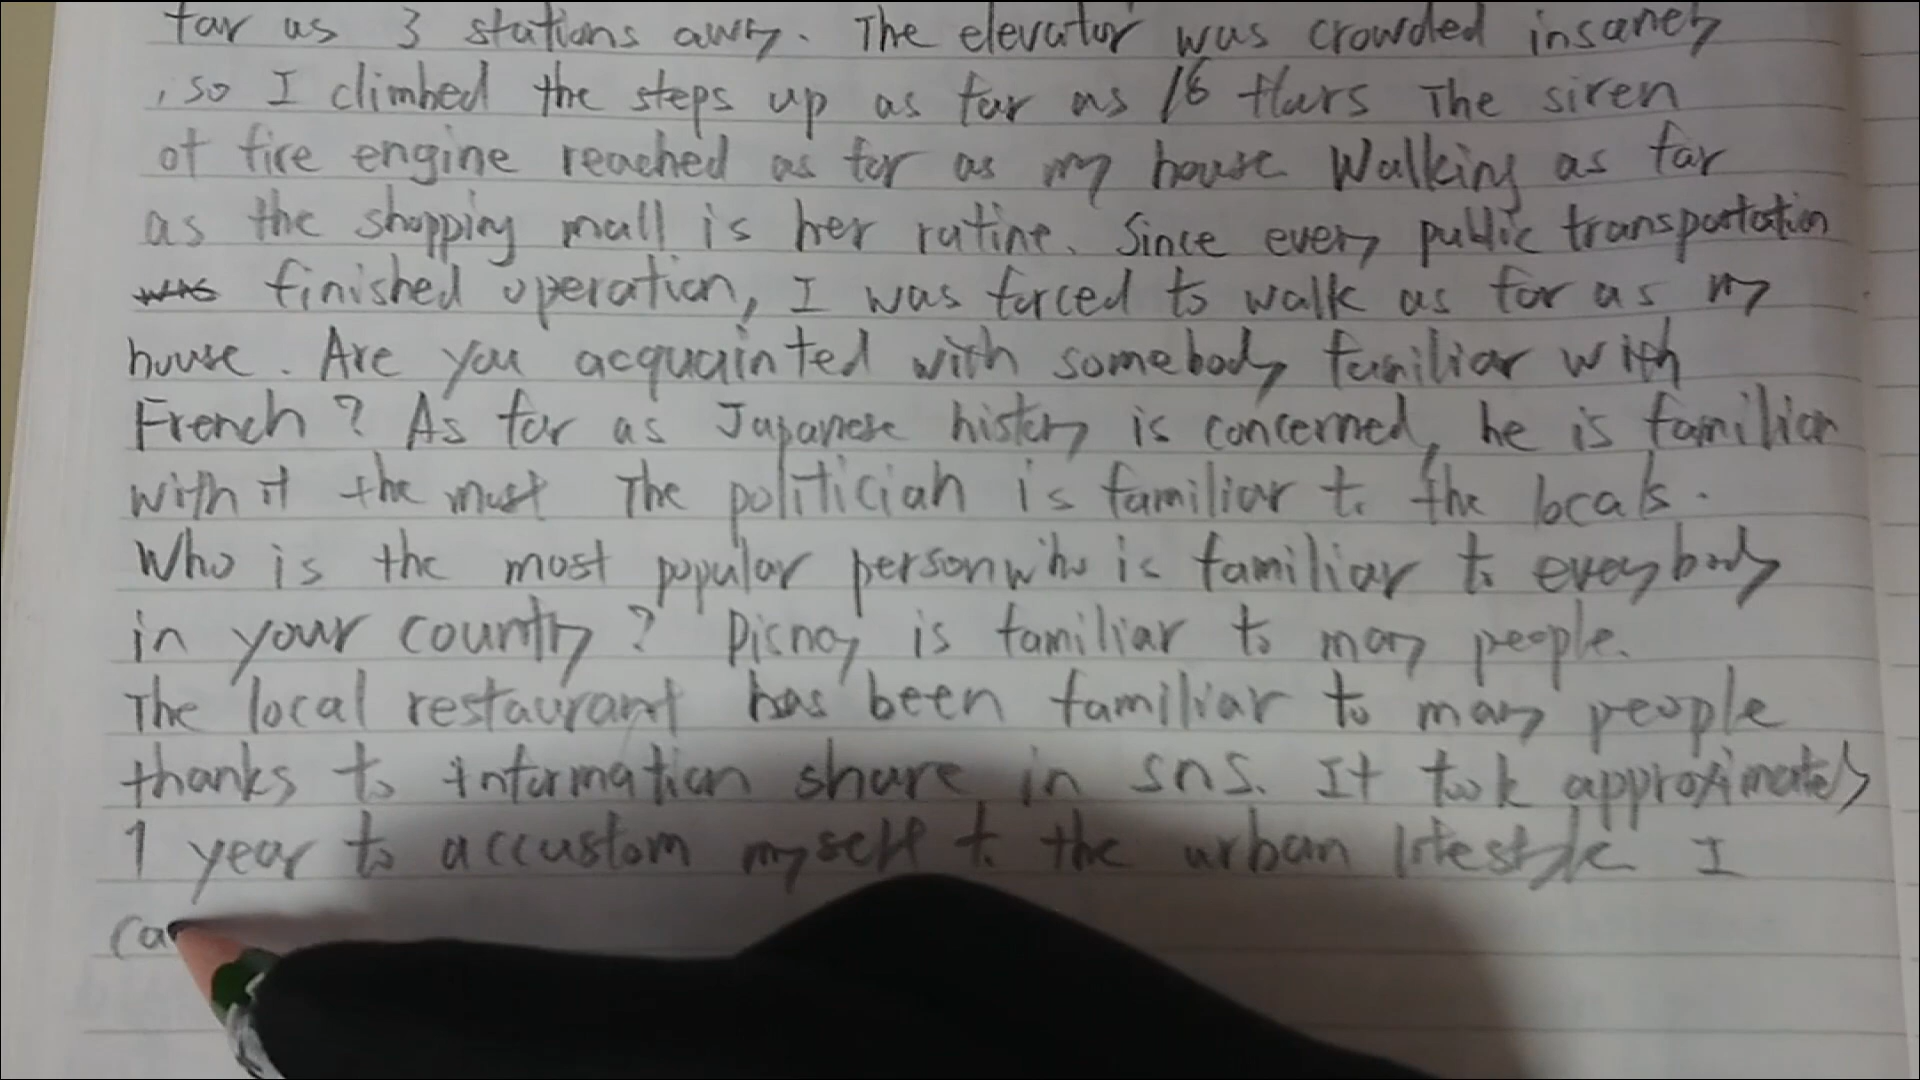 far as 3 stations away. The elevator was crowded insanely
, so I climbed the steps up as far as 16 flurs The siren
of fire engine reached as far as my house Walking as far
as the shopping mall is her rutine. Since every public transportation
finished operation, I was forced to walk as far as my
house. Are you acquainted with somebody familiar with
French? As far as Japanese history is concerned, he is familiar
with it the most The politician is familiar to the locals.
Who is the most popular person who is familiar to everybody
in your country? Disney is familiar to many people.
The local restaurant has been familiar to many people
thanks to information share in SNS. It took approximately
1 year to accustom myself to the urban lifestyle I
ca